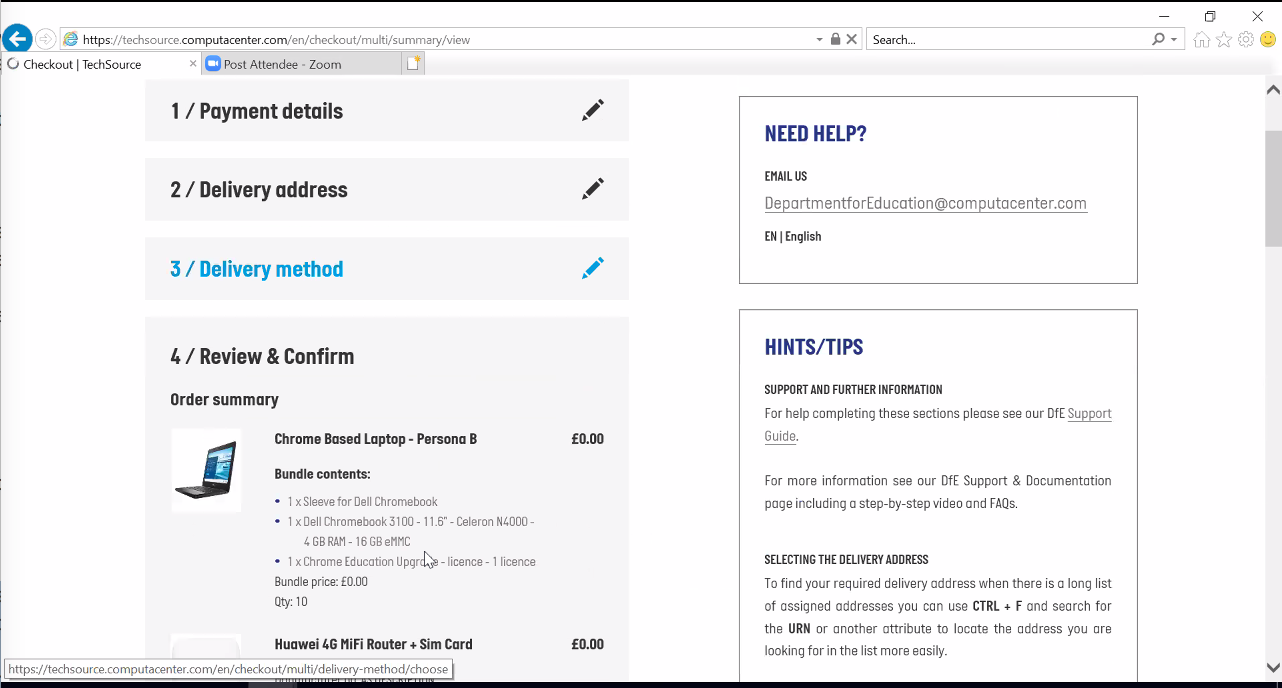 https://techsource.computacenter.com/en/checkout/multi/summary/view
Search...
Checkout | TechSource
Post Attendee - Zoom
1 / Payment details
2 / Delivery address
3 / Delivery method
4 / Review & Confirm
Order summary
Chrome Based Laptop - Persona B £0.00
Bundle contents:
1 x Sleeve for Dell Chromebook
1 x Dell Chromebook 3100 - 11.6" - Celeron N4000 -
4 GB RAM - 16 GB eMMC
1 x Chrome Education Upgrade - licence - 1 licence
Bundle price: £0.00
Qty: 10
Huawei 4G MiFi Router + Sim Card £0.00
https://techsource.computacenter.com/en/checkout/multi/delivery-method/choose
NEED HELP?
EMAIL US
DepartmentforEducation@computacenter.com
EN | English
HINTS/TIPS
SUPPORT AND FURTHER INFORMATION
For help completing these sections please see our DfE Support
Guide.
For more information see our DfE Support & Documentation
page including a step-by-step video and FAQs.
SELECTING THE DELIVERY ADDRESS
To find your required delivery address when there is a long list
of assigned addresses you can use CTRL + F and search for
the URN or another attribute to locate the address you are
looking for in the list more easily.